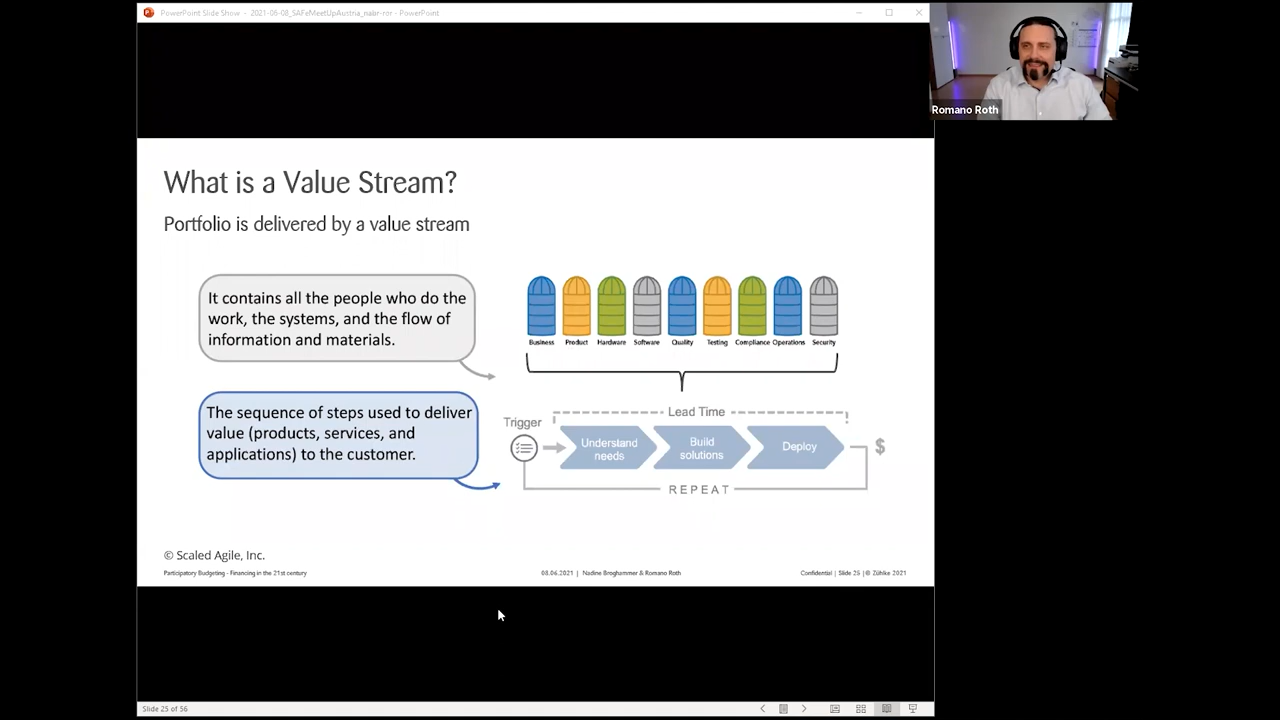 PowerPoint Slide Show - 2021-06-08_SAFeMeetUpAustria_nabr-ror - PowerPoint
Romano Roth
What is a Value Stream?
Portfolio is delivered by a value stream
It contains all the people who do the
work, the systems, and the flow of
information and materials.
Business Product Hardware Software Quality Testing Compliance Operations Security
The sequence of steps used to deliver
value (products, services, and
applications) to the customer.
Lead Time
Trigger
Understand
needs
Build
solutions
Deploy
$
REPEAT
© Scaled Agile, Inc.
Participatory Budgeting - Financing in the 21st century
08.06.2021 | Nadine Broghammer & Romano Roth
Confidential | Slide 25 | © Zühlke 2021
Slide 25 of 56